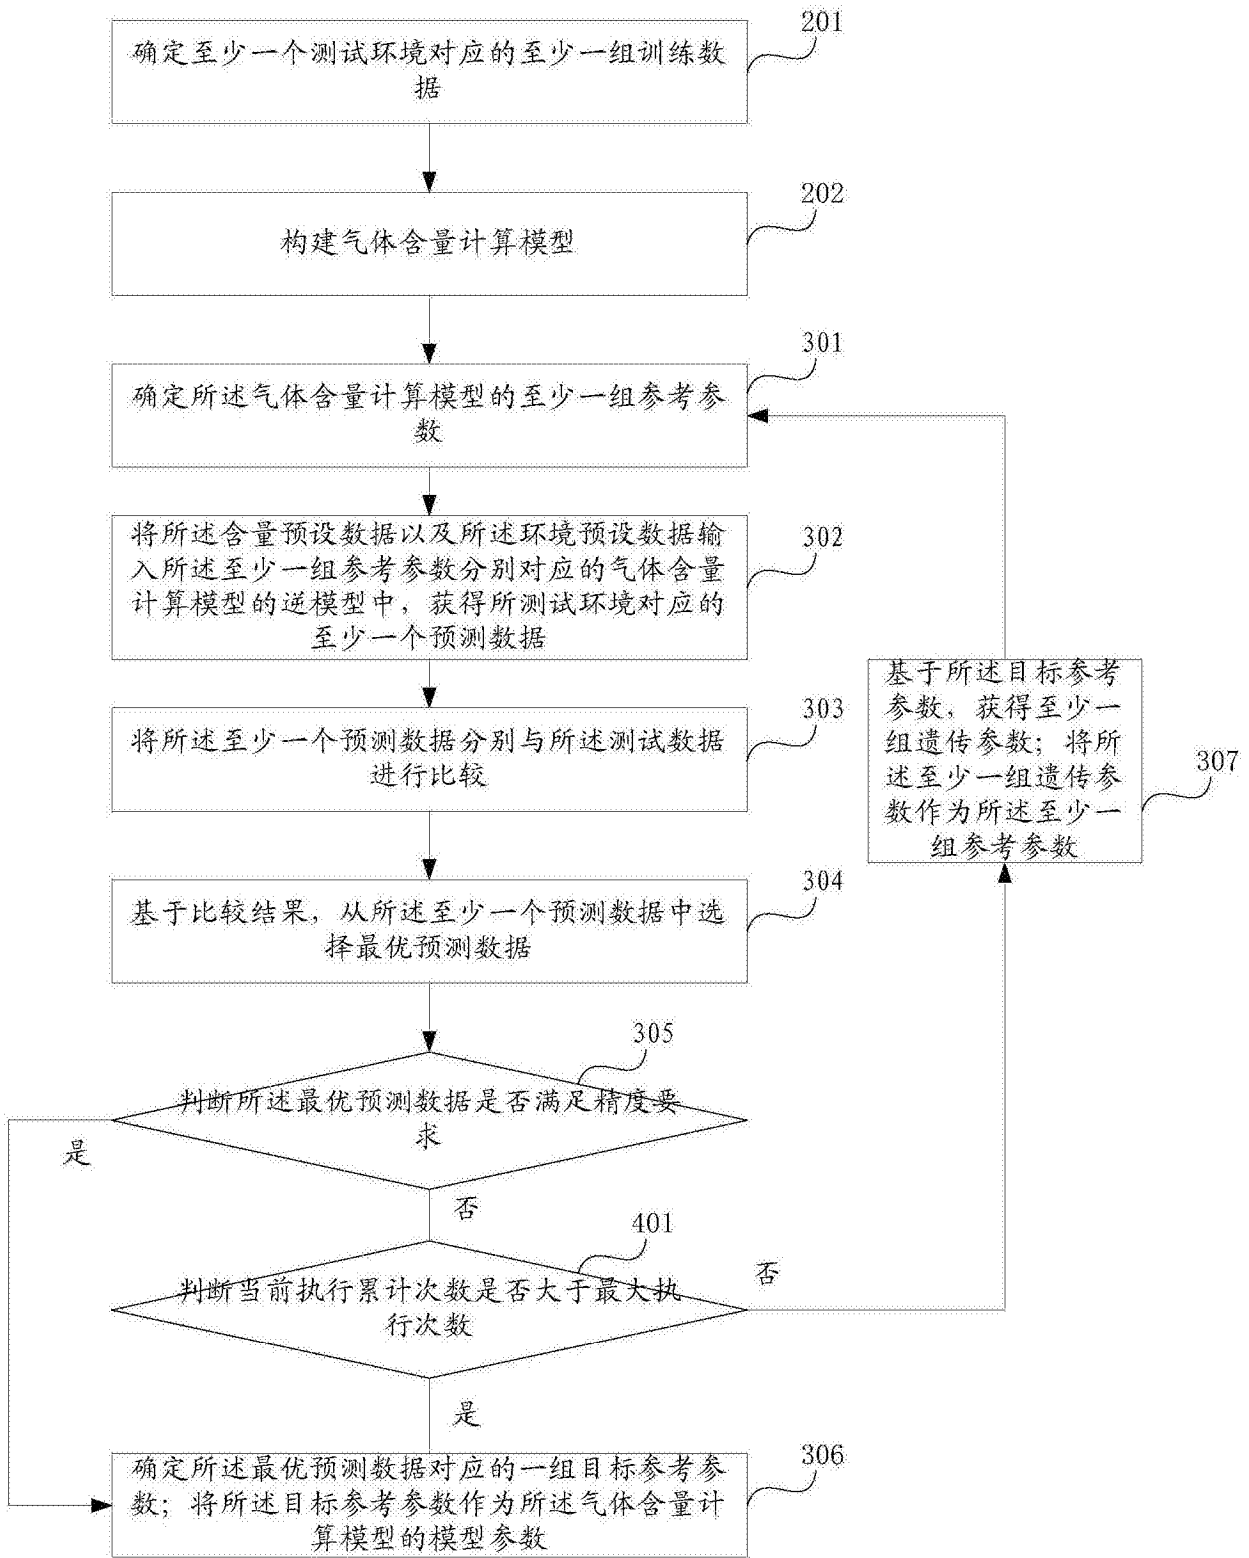 201
确定至少一个测试环境对应的至少一组训练数
据
202
构建气体含量计算模型
301
确定所述气体含量计算模型的至少一组参考参
数
302
将所述含量预设数据以及所述环境预设数据输
入所述至少一组参考参数分别对应的气体含量
计算模型的逆模型中，获得所测试环境对应的
至少一个预测数据
303
将所述至少一个预测数据分别与所述测试数据
进行比较
304
基于比较结果，从所述至少一个预测数据中选
择最优预测数据
305
判断所述最优预测数据是否满足精度要
求
是
否
401
判断当前执行累计次数是否大于最大执
行次数
否
是
307
基于所述目标参考
参数，获得至少一
组遗传参数；将所
述至少一组遗传参
数作为所述至少一
组参考参数
306
确定所述最优预测数据对应的一组目标参考参
数；将所述目标参考参数作为所述气体含量计
算模型的模型参数